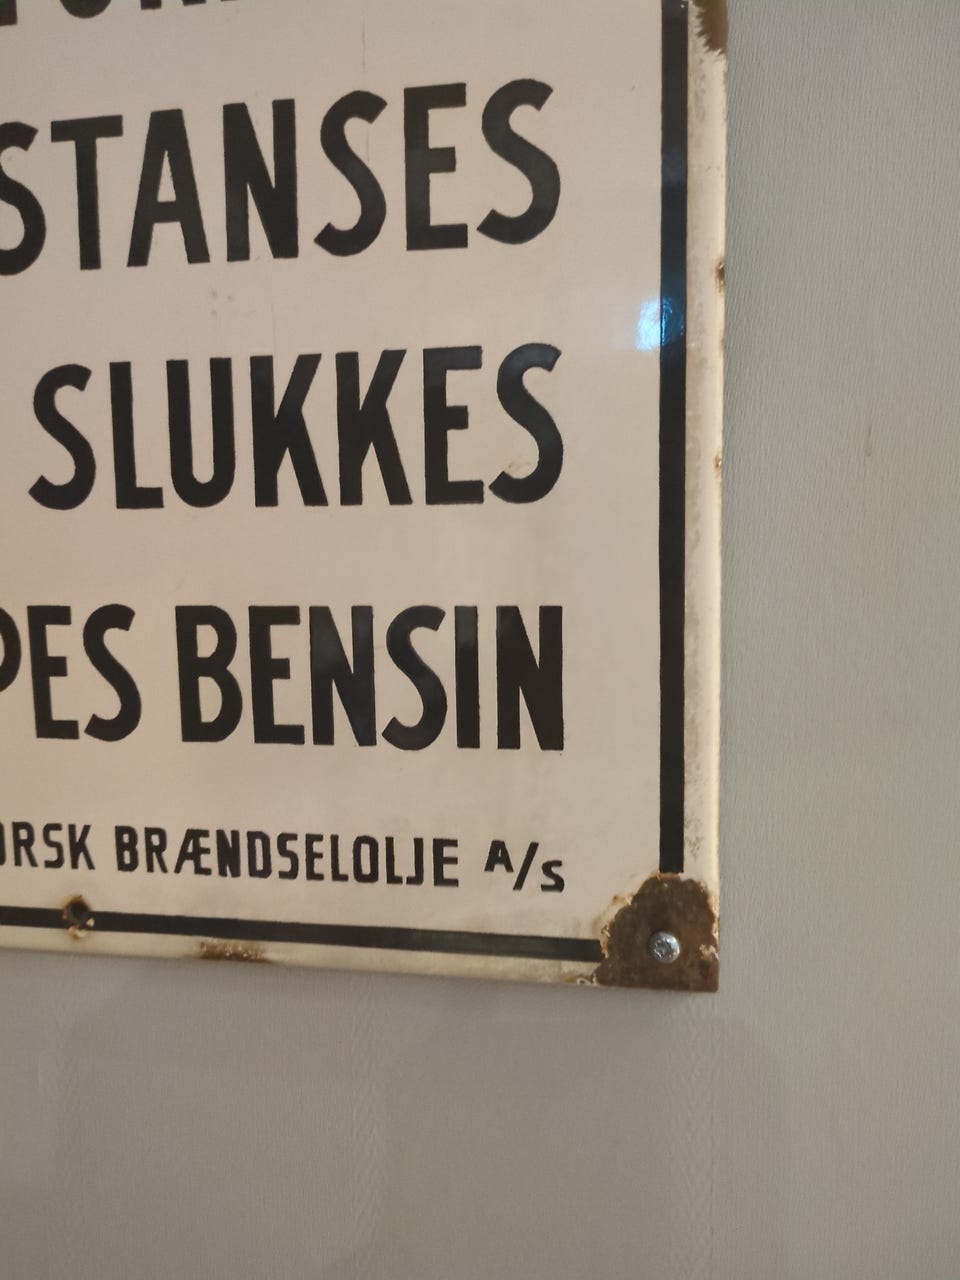 STANSES
SLUKKES
PES BENSIN
ORSK BRÆNDSELOLJE A/S